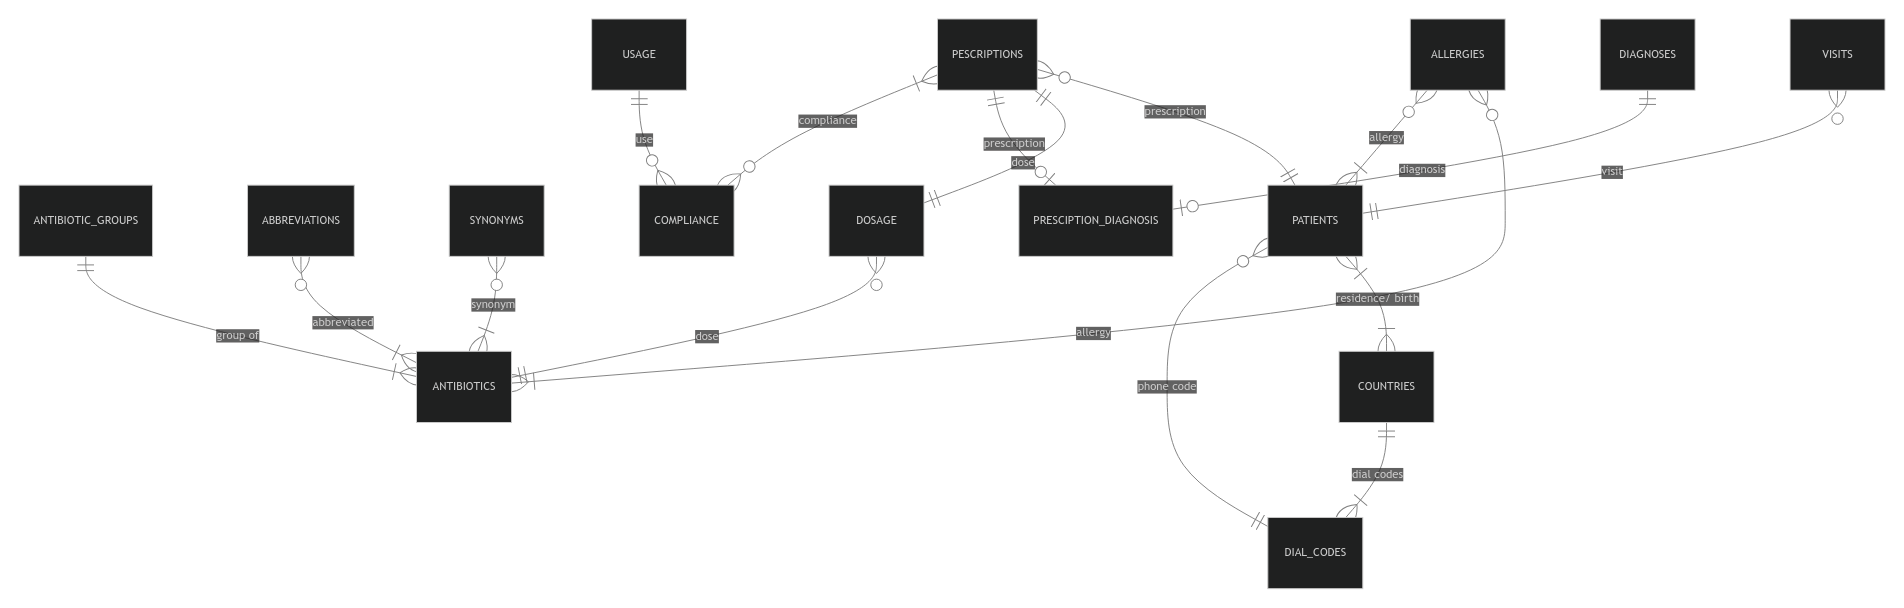 USAGE
PESCRIPTIONS
ALLERGIES
DIAGNOSES
VISITS
prescription
compliance
use
prescription
allergy
dose
diagnosis
visit
ANTIBIOTIC_GROUPS
ABBREVIATIONS
SYNONYMS
COMPLIANCE
DOSAGE
PRESCIPTION_DIAGNOSIS
PATIENTS
residence/ birth
synonym
abbreviated
allergy
group of
dose
ANTIBIOTICS
phone code
COUNTRIES
dial codes
DIAL_CODES